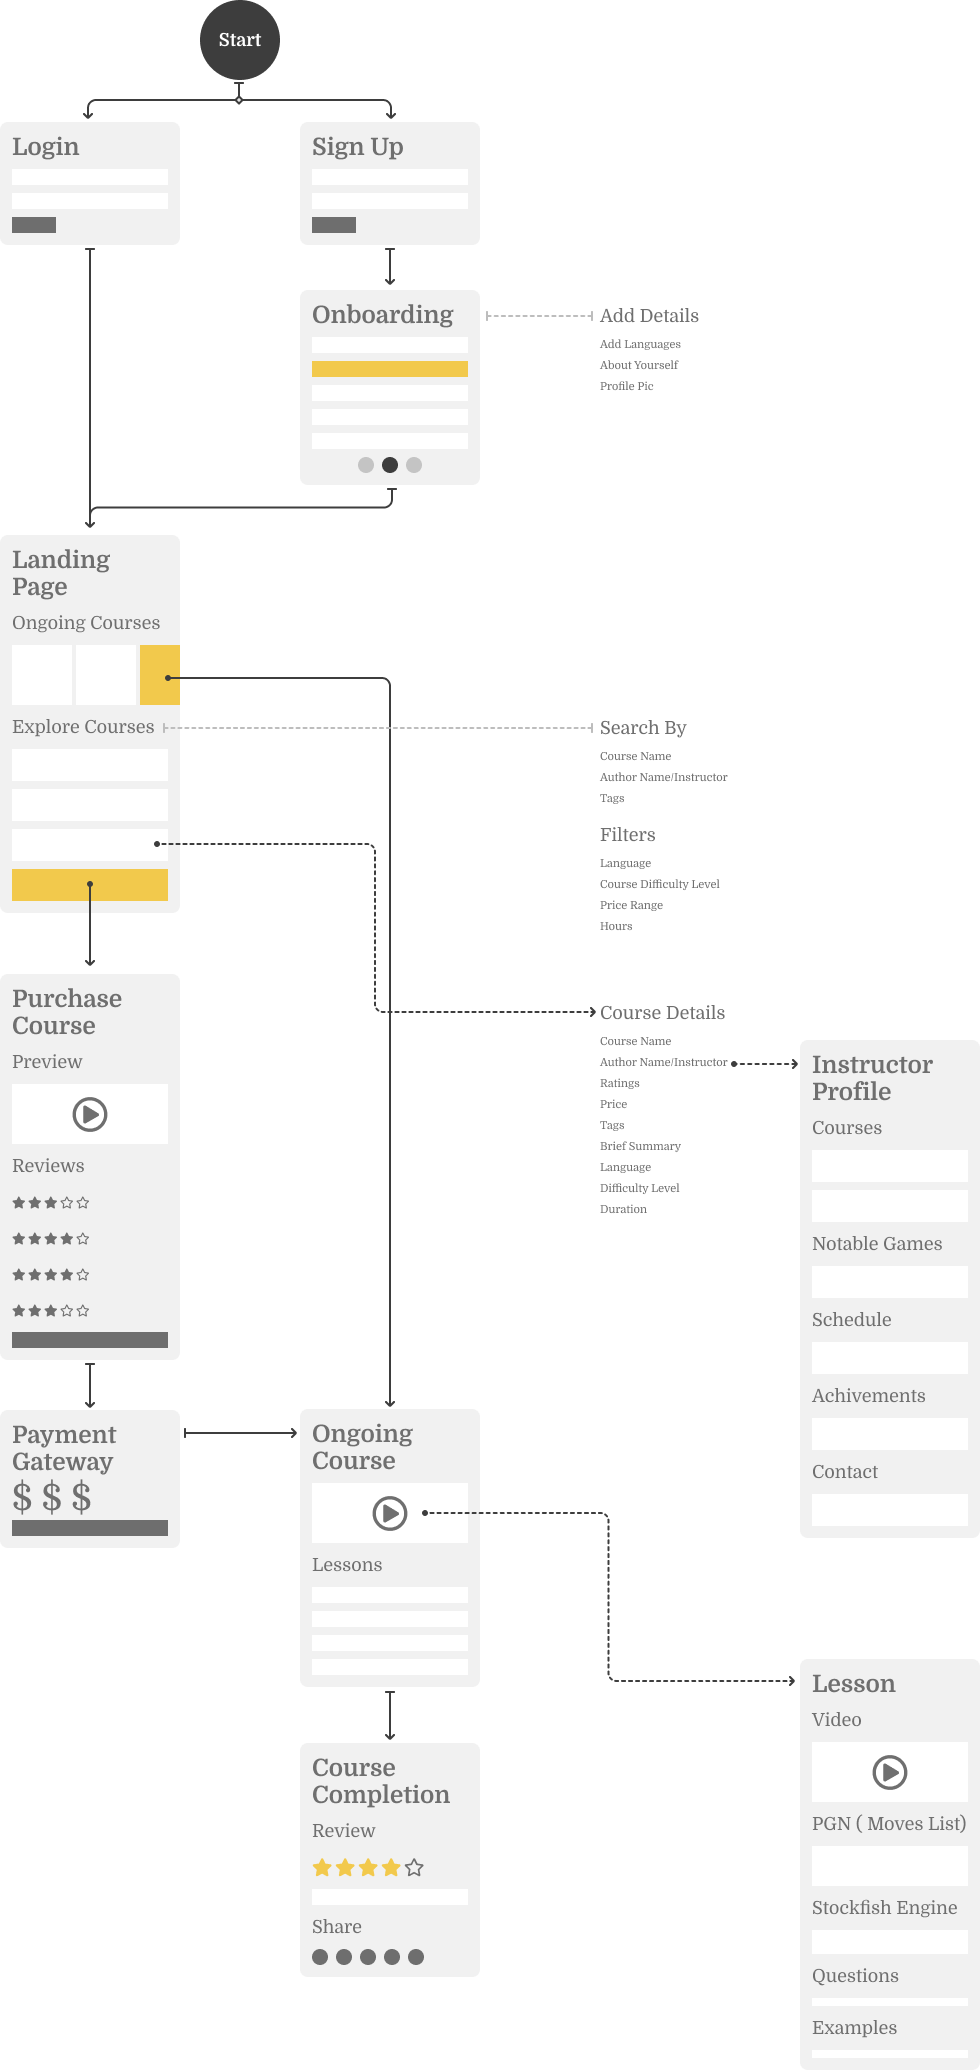 Start
Login
Sign Up
Onboarding
Add Details
Add Languages
About Yourself
Profile Pic
Landing
Page
Ongoing Courses
Explore Courses
Search By
Course Name
Author Name/Instructor
Tags
Filters
Language
Course Difficulty Level
Price Range
Hours
Purchase
Course
Preview
Reviews
Course Details
Course Name
Author Name/Instructor
Ratings
Price
Tags
Brief Summary
Language
Difficulty Level
Duration
Instructor
Profile
Courses
Notable Games
Schedule
Achivements
Contact
Payment
Gateway
$ $ $
Ongoing
Course
Lessons
Course
Completion
Review
Share
Lesson
Video
PGN ( Moves List)
Stockfish Engine
Questions
Examples